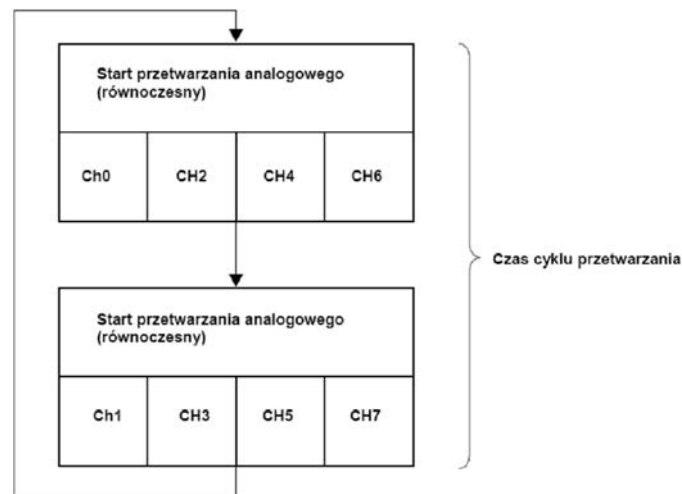 Start przetwarzania analogowego
(równoczesny)
Ch0 CH2 CH4 CH6
Czas cyklu przetwarzania
Start przetwarzania analogowego
(równoczesny)
Ch1 CH3 CH5 CH7